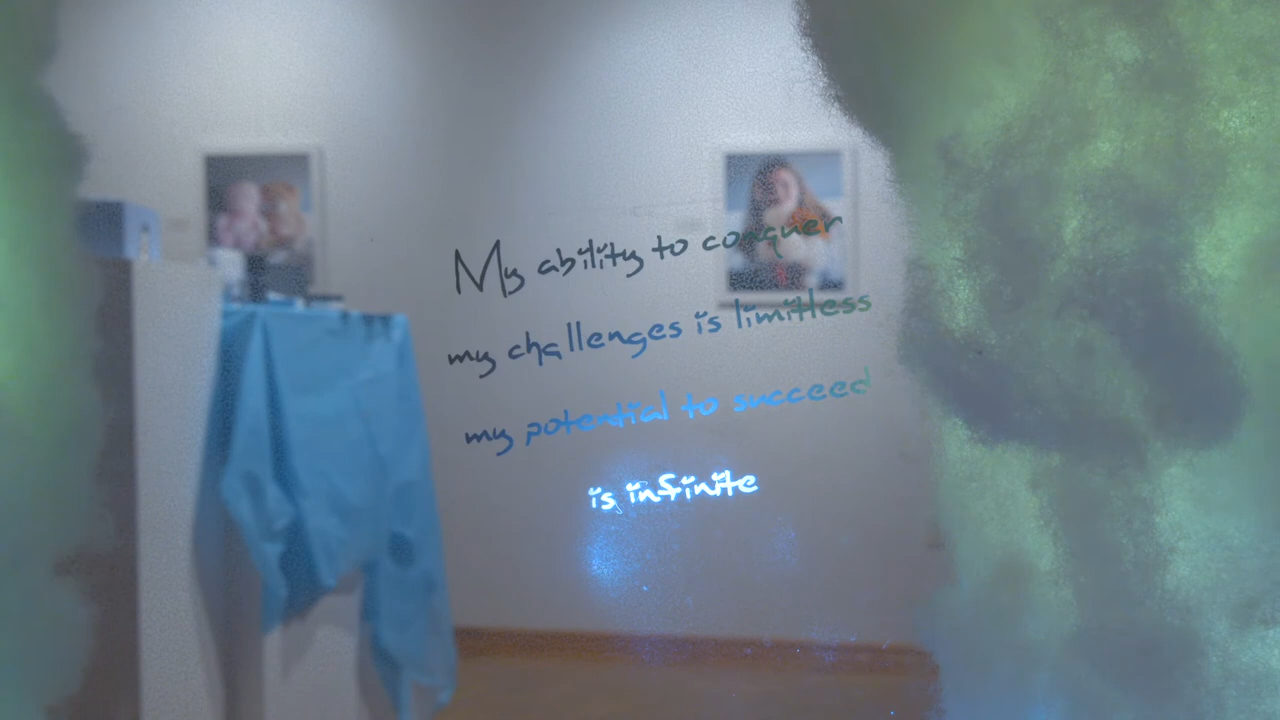 My ability to conquer
my challenges is limitless
my potential to succeed
is infinite